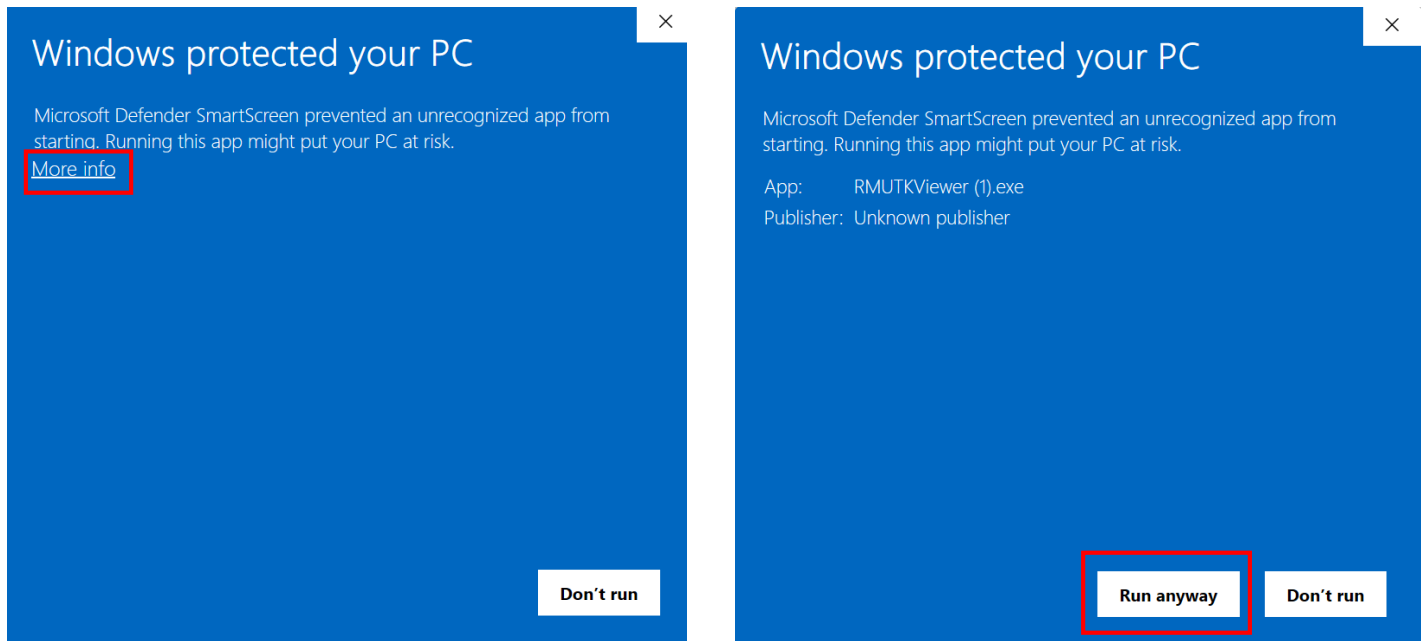 Windows protected your PC
Microsoft Defender SmartScreen prevented an unrecognized app from
starting. Running this app might put your PC at risk.
More info
Don’t run
Windows protected your PC
Microsoft Defender SmartScreen prevented an unrecognized app from
starting. Running this app might put your PC at risk.
App: RMUTKViewer (1).exe
Publisher: Unknown publisher
Run anyway Don’t run